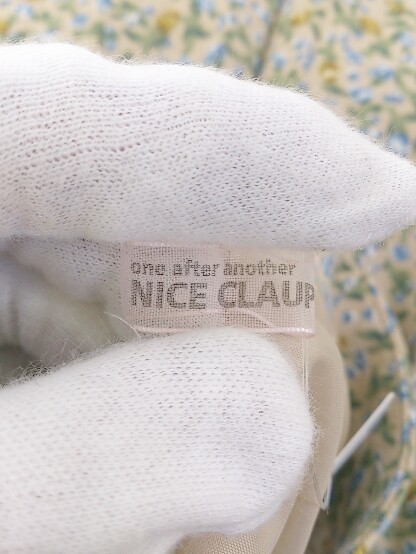 one after another
NICE CLAUP